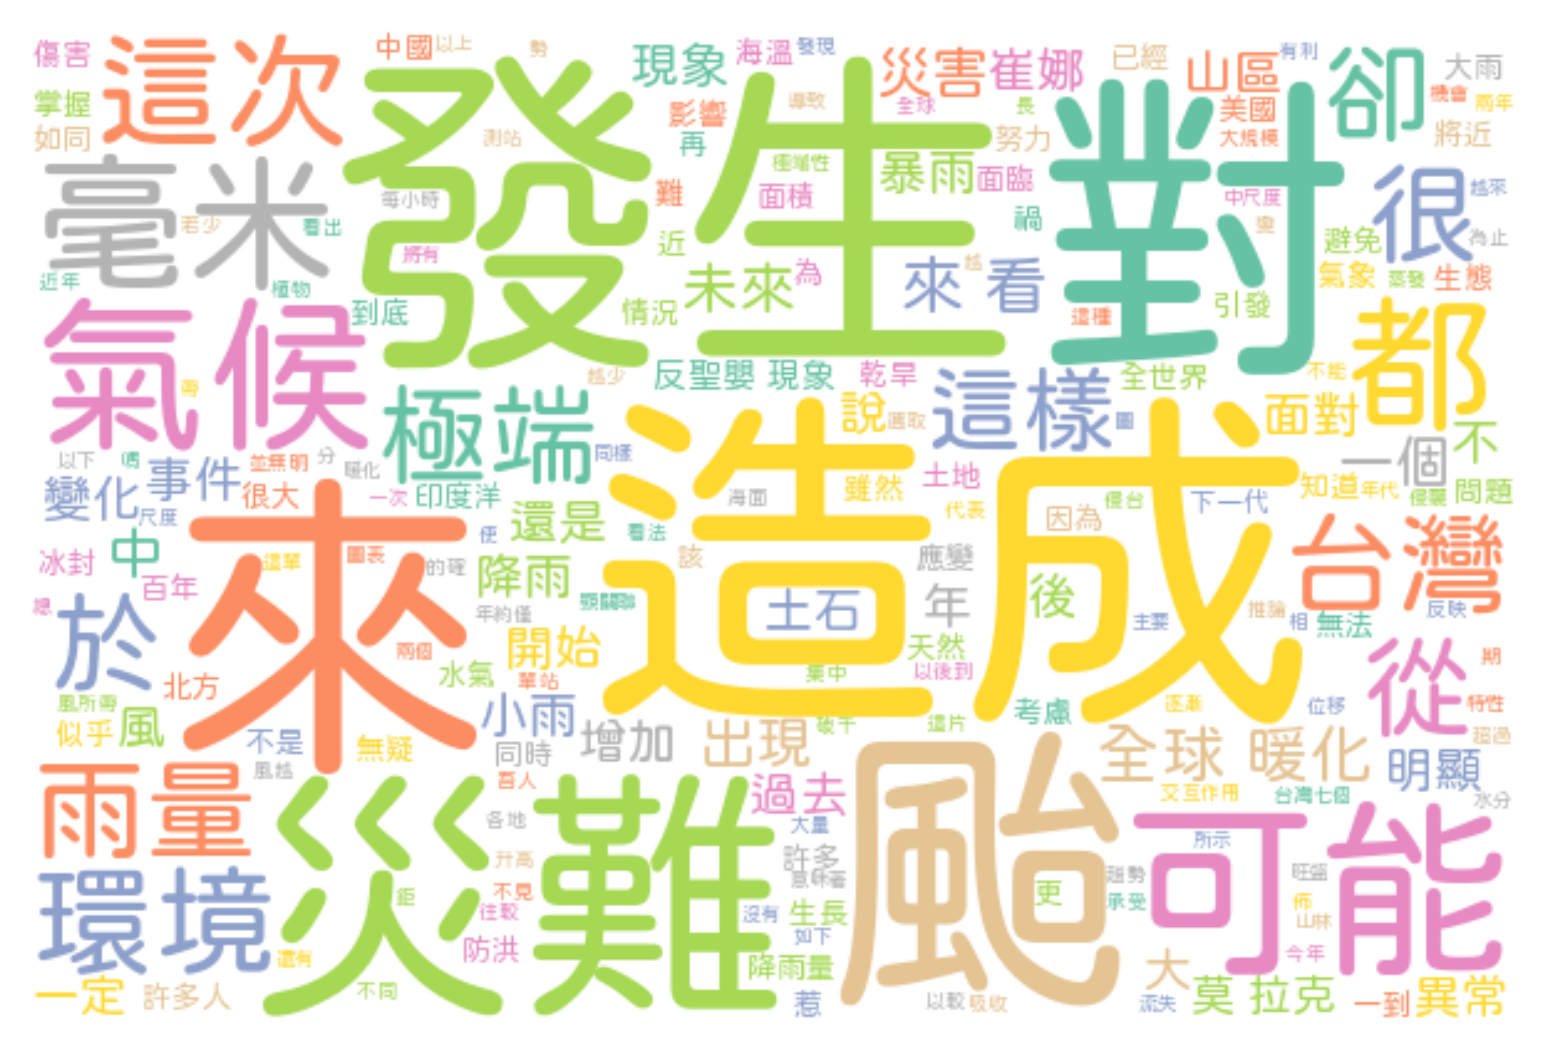 傷害
這次
中國
以上
勢
現象
海溫
發現
災害
崔娜
已經
山區
有利
卻
大雨
掌握
如同
發生
影響
導致
全球
長
對
美國
大規模
機會
兩年
將近
測站
再
極端性
努力
毫米
每小時
難
面積
暴雨
面臨
中尺度
很
越來
若少
看出
將有
近
禍
變
避免
為止
近年
植物
到底
情況
未來
為
來
越
看
這種
引發
氣象
蒸發
生態
氣候
需
越少
反聖嬰
現象
乾旱
全世界
不能
都
極端
說
選取
這樣
圖
面對
一個
不
以下
變化
事件
尺度
並無明
很大
分
暖化
一次
印度洋
同樣
造成
海面
雖然
土地
代表
因為
侵台
下一代
知道
年代
侵襲
問題
來
還是
看法
冰封
中
百年
這單
圖表
的確
便
降雨
該
應變
年
後
台灣
於
年約僅
土石
主要
推論
相
無法
反映
北方
兩個
水氣
開始
單站
天然
集中
以後到
從
期
風所帶
似乎
風
不是
風越
無疑
小雨
同時
增加
出現
破千
這片
考慮
逐漸
位移
特性
超過
雨量
災難
吾人
過去
颱
全球
暖化
明顯
交互作用
台灣七個
水分
各地
大量
許多
意味著
可能
所示
升高
不見
往較
距
更
趨勢
承受
旺盛
佈
山林
環境
還有
防洪
沒有
生長
如下
今年
一定
許多人
不同
降雨量
惹
以較
吸收
大
流失
莫
拉克
一到
異常